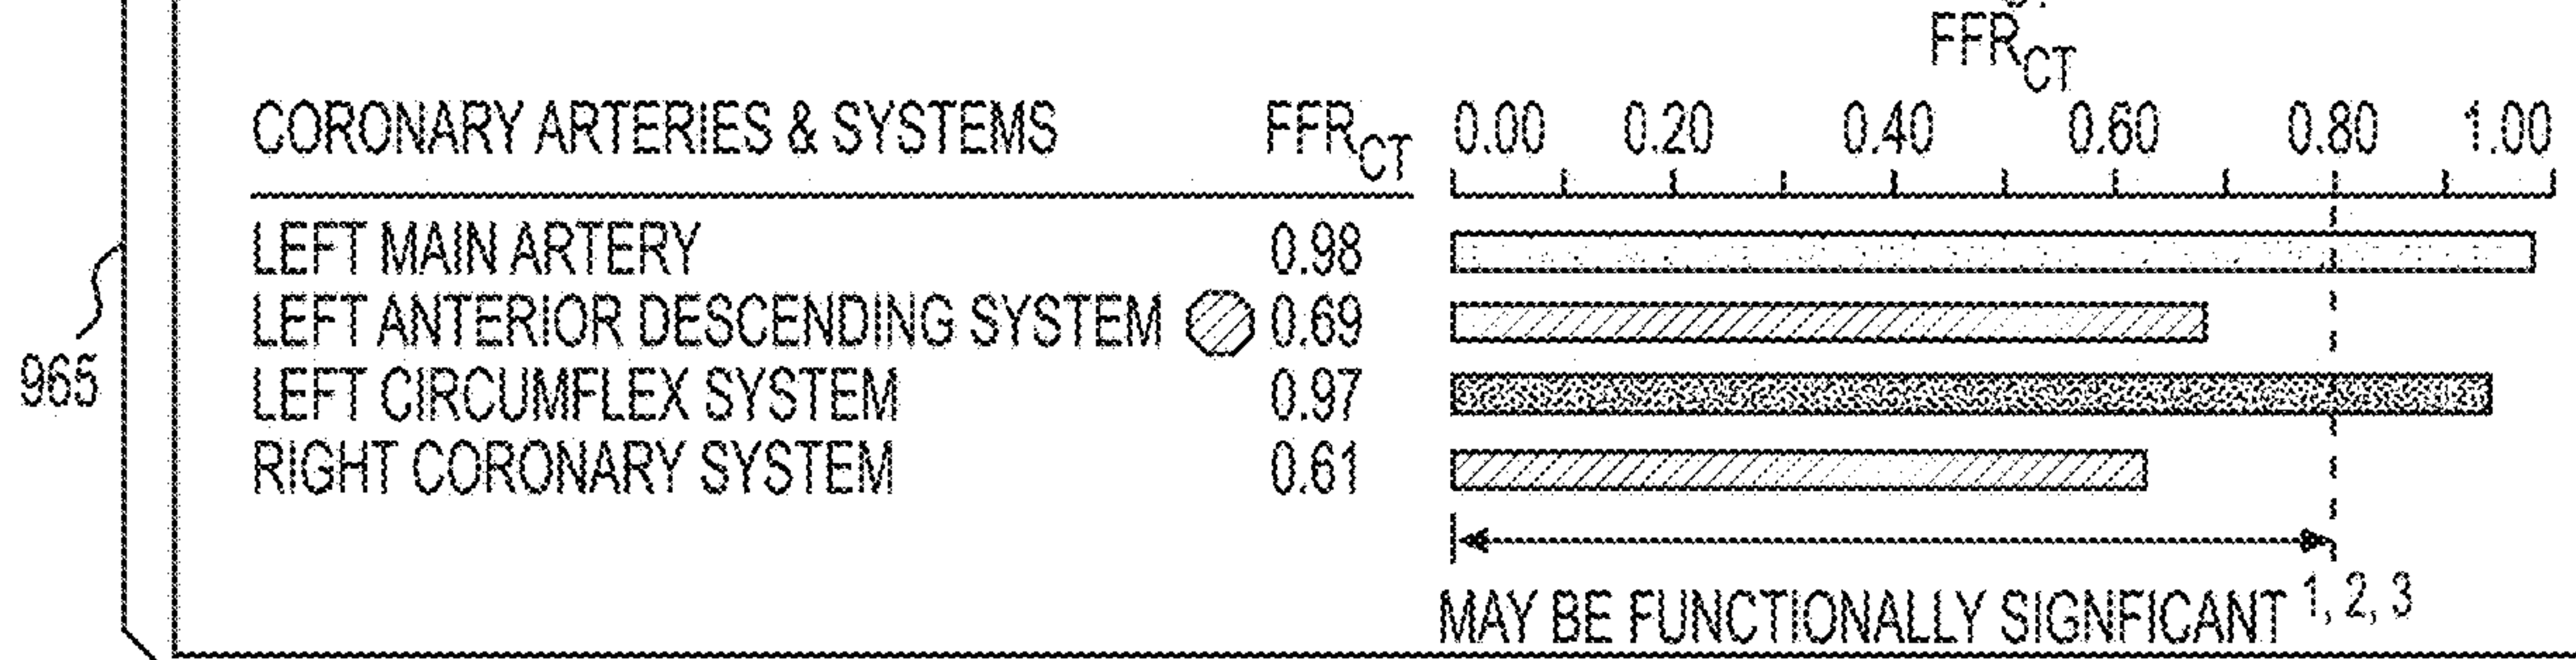 FFRCT
CORONARY ARTERIES & SYSTEMS FFRCT 0.00 0.20 0.40 0.60 0.80 1.00
LEFT MAIN ARTERY 0.98
LEFT ANTERIOR DESCENDING SYSTEM 0.69
965
LEFT CIRCUMFLEX SYSTEM 0.97
RIGHT CORONARY SYSTEM 0.61
MAY BE FUNCTIONALLY SIGNFICANT 1, 2, 3